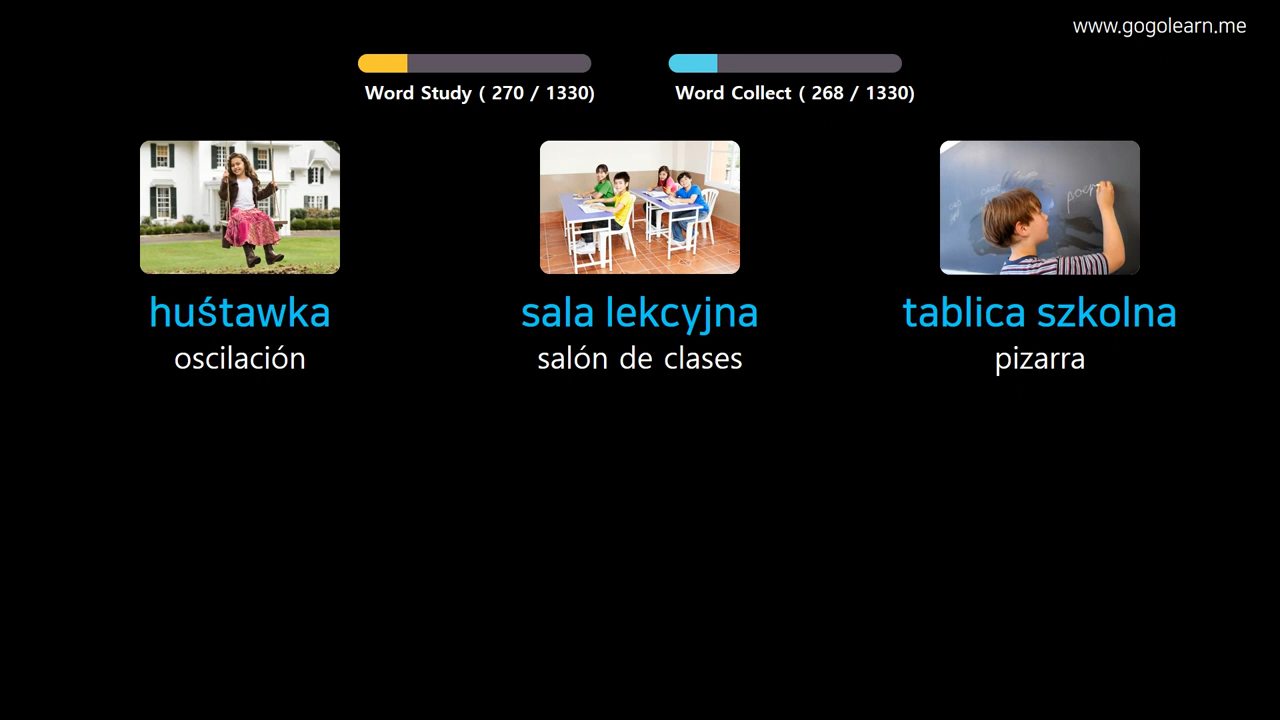 www.gogolearn.me
Word Study ( 270 / 1330)
Word Collect ( 268 / 1330)
huśtawka
oscilación
sala lekcyjna
salón de clases
tablica szkolna
pizarra